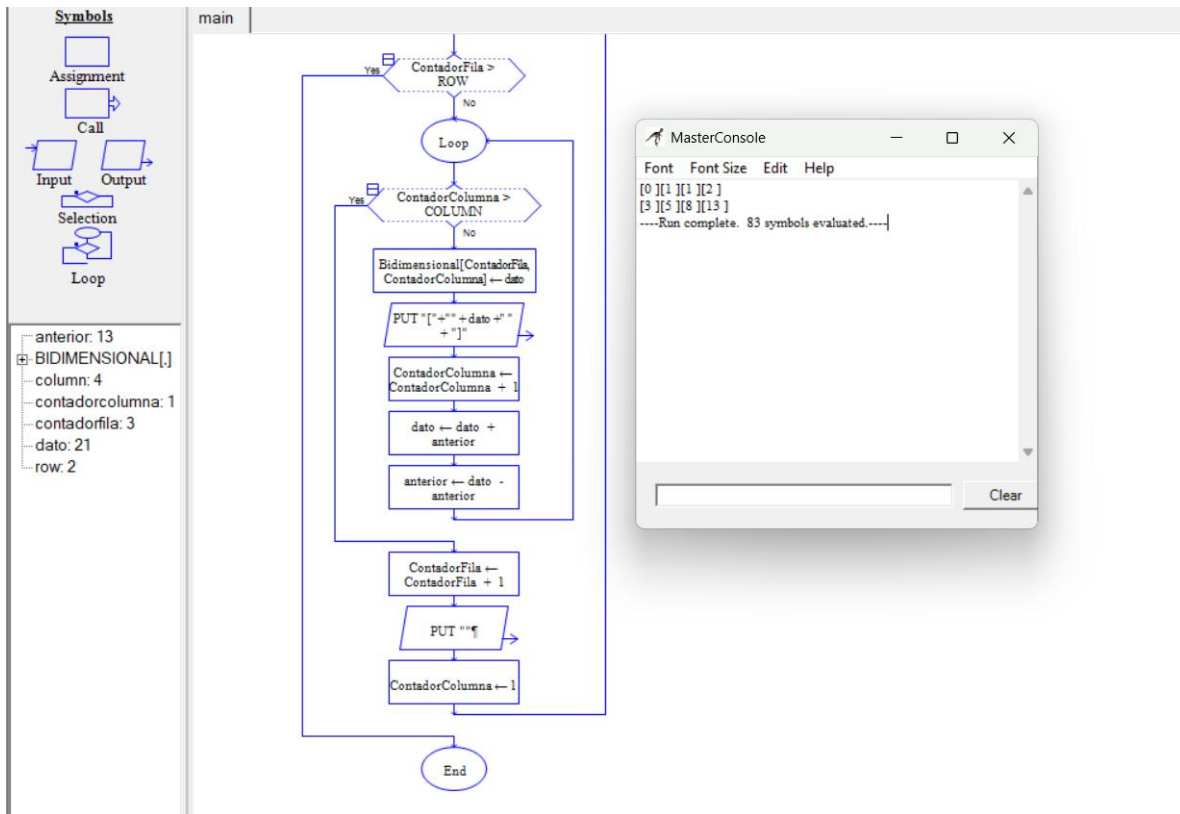 Symbols
Assignment
Call
Input Output
Selection
Loop
anterior: 13
BIDIMENSIONAL[,]
column: 4
contadorcolumna: 1
contadorfila: 3
dato: 21
row: 2
main
ContadorFila >
ROW
Yes
No
Loop
ContadorColumna >
COLUMN
Yes
No
Bidimensional[ContadorFila,
ContadorColumna] ← dato
PUT "["+"" + dato +" "
+ "]"
ContadorColumna ←
ContadorColumna + 1
dato ← dato +
anterior
anterior ← dato -
anterior
ContadorFila ←
ContadorFila + 1
PUT ""¶
ContadorColumna ← 1
End
MasterConsole
Font Font Size Edit Help
[0 ][1 ][1 ][2 ]
[3 ][5 ][8 ][13 ]
----Run complete. 83 symbols evaluated.----
Clear